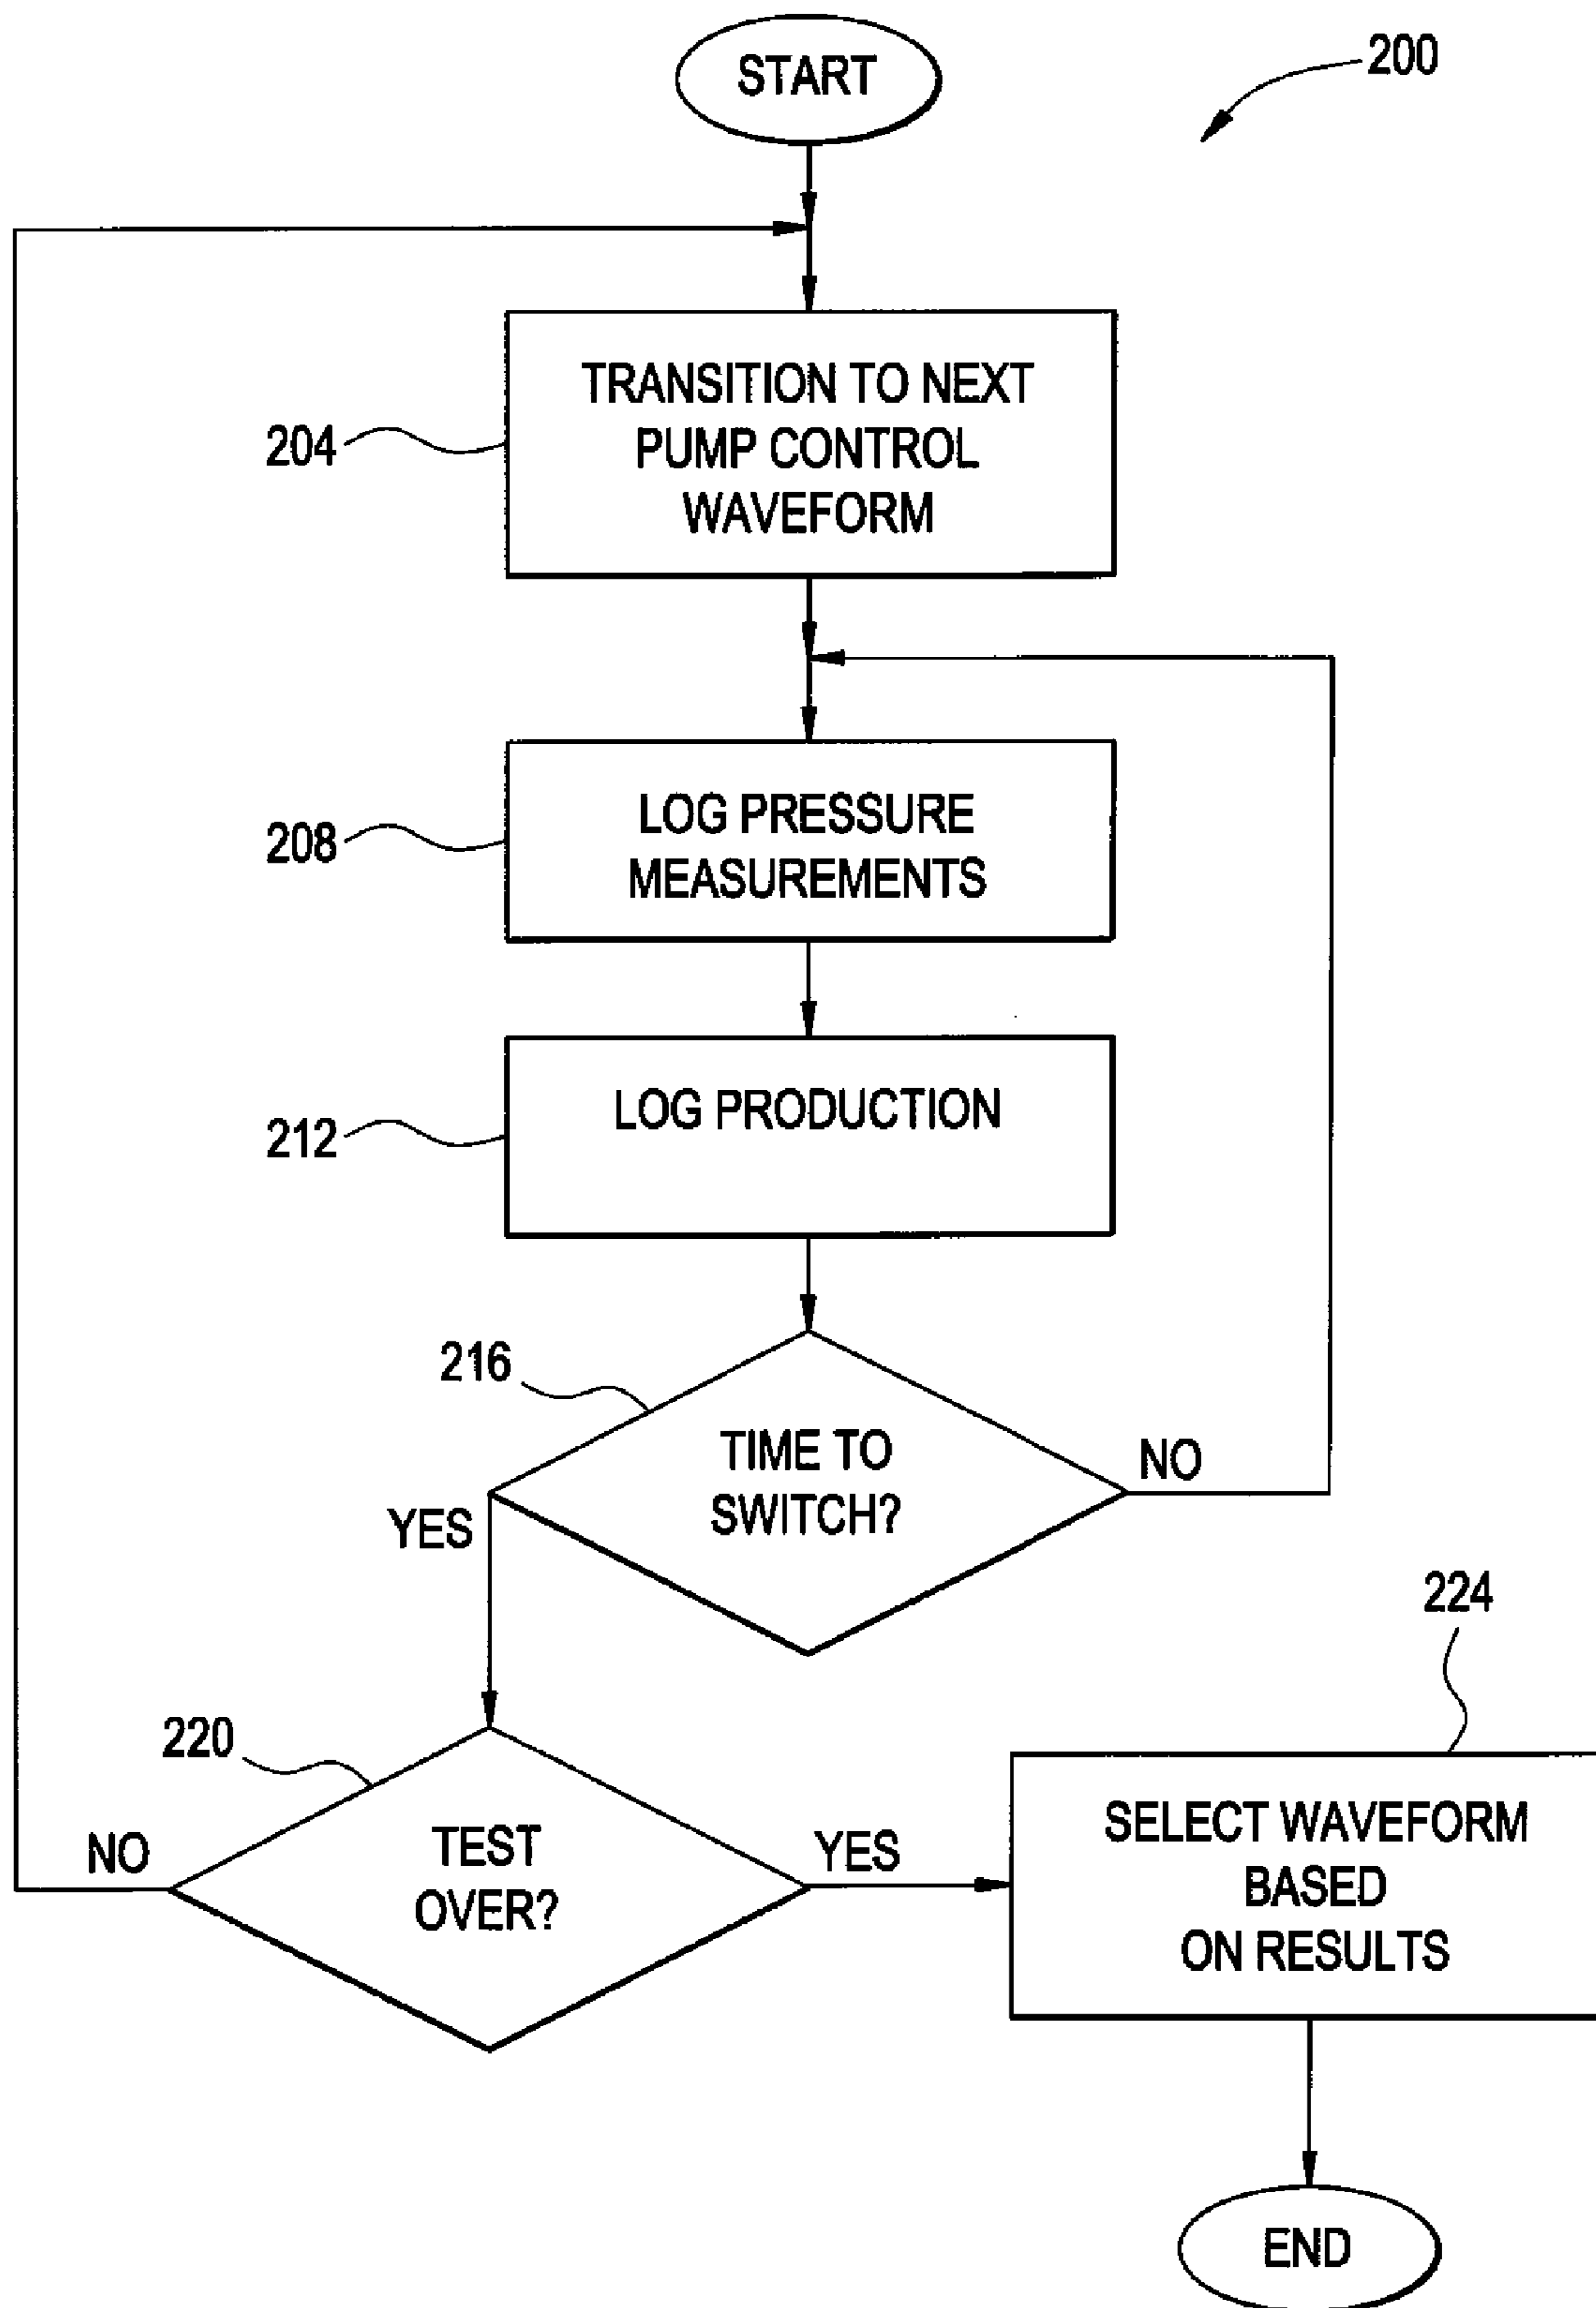 START
200
TRANSITION TO NEXT
PUMP CONTROL
WAVEFORM
204
LOG PRESSURE
MEASUREMENTS
208
LOG PRODUCTION
212
216
TIME TO
SWITCH?
NO
YES
224
220
TEST
OVER?
NO
YES
SELECT WAVEFORM
BASED
ON RESULTS
END